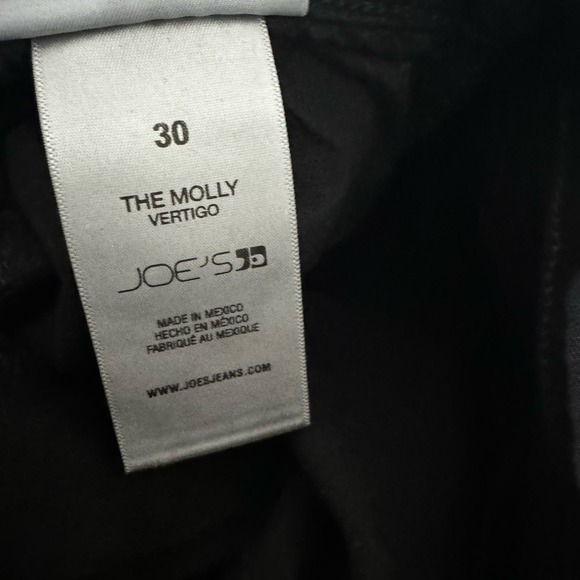 30
THE MOLLY
VERTIGO
JOE'S
MADE IN MEXICO
HECHO EN MÉXICO
FABRIQUÉ AU MEXIQUE
WWW.JOESJEANS.COM